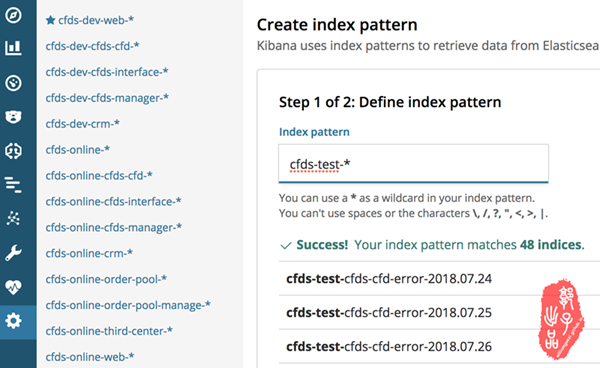 cfds-dev-web-*
cfds-dev-cfds-cfd-*
cfds-dev-cfds-interface-*
cfds-dev-cfds-manager-*
cfds-dev-crm-*
cfds-online-*
cfds-online-cfds-cfd-*
cfds-online-cfds-interface-*
cfds-online-cfds-manager-*
cfds-online-crm-*
cfds-online-order-pool-*
cfds-online-order-pool-manage-*
cfds-online-third-center-*
cfds-online-web-*
Create index pattern
Kibana uses index patterns to retrieve data from Elasticsea
Step 1 of 2: Define index pattern
Index pattern
cfds-test-*
You can use a * as a wildcard in your index pattern.
You can't use spaces or the characters \, /, ?, ", <, >, |.
Success! Your index pattern matches 48 indices.
cfds-test-cfds-cfd-error-2018.07.24
cfds-test-cfds-cfd-error-2018.07.25
cfds-test-cfds-cfd-error-2018.07.26